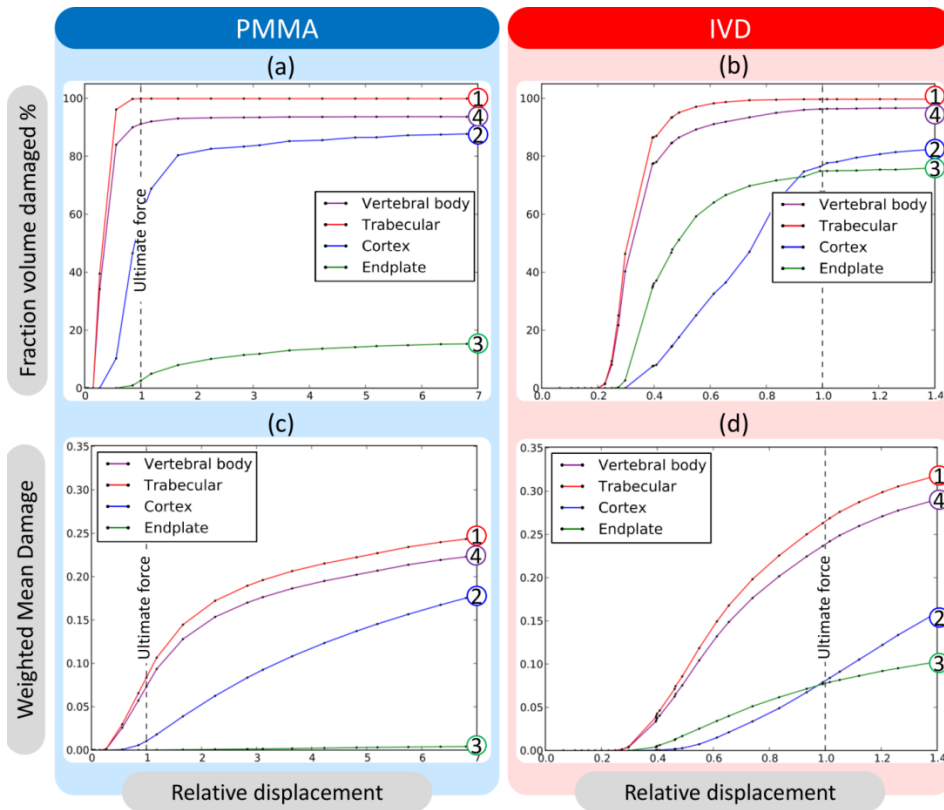 PMMA
IVD
(a)
(b)
Fraction volume damaged %
100
80
60
40
20
0
0
1
2
3
4
5
6
7
Ultimate force
Vertebral body
Trabecular
Cortex
Endplate
1
4
2
3
100
80
60
40
20
0
0.0
0.2
0.4
0.6
0.8
1.0
1.2
1.4
Ultimate force
Vertebral body
Trabecular
Cortex
Endplate
1
4
2
3
(c)
(d)
Weighted Mean Damage
0.35
0.30
0.25
0.20
0.15
0.10
0.05
0.00
0
1
2
3
4
5
6
7
Ultimate force
Vertebral body
Trabecular
Cortex
Endplate
1
4
2
3
0.35
0.30
0.25
0.20
0.15
0.10
0.05
0.00
0.0
0.2
0.4
0.6
0.8
1.0
1.2
1.4
Ultimate force
Vertebral body
Trabecular
Cortex
Endplate
1
4
2
3
Relative displacement
Relative displacement